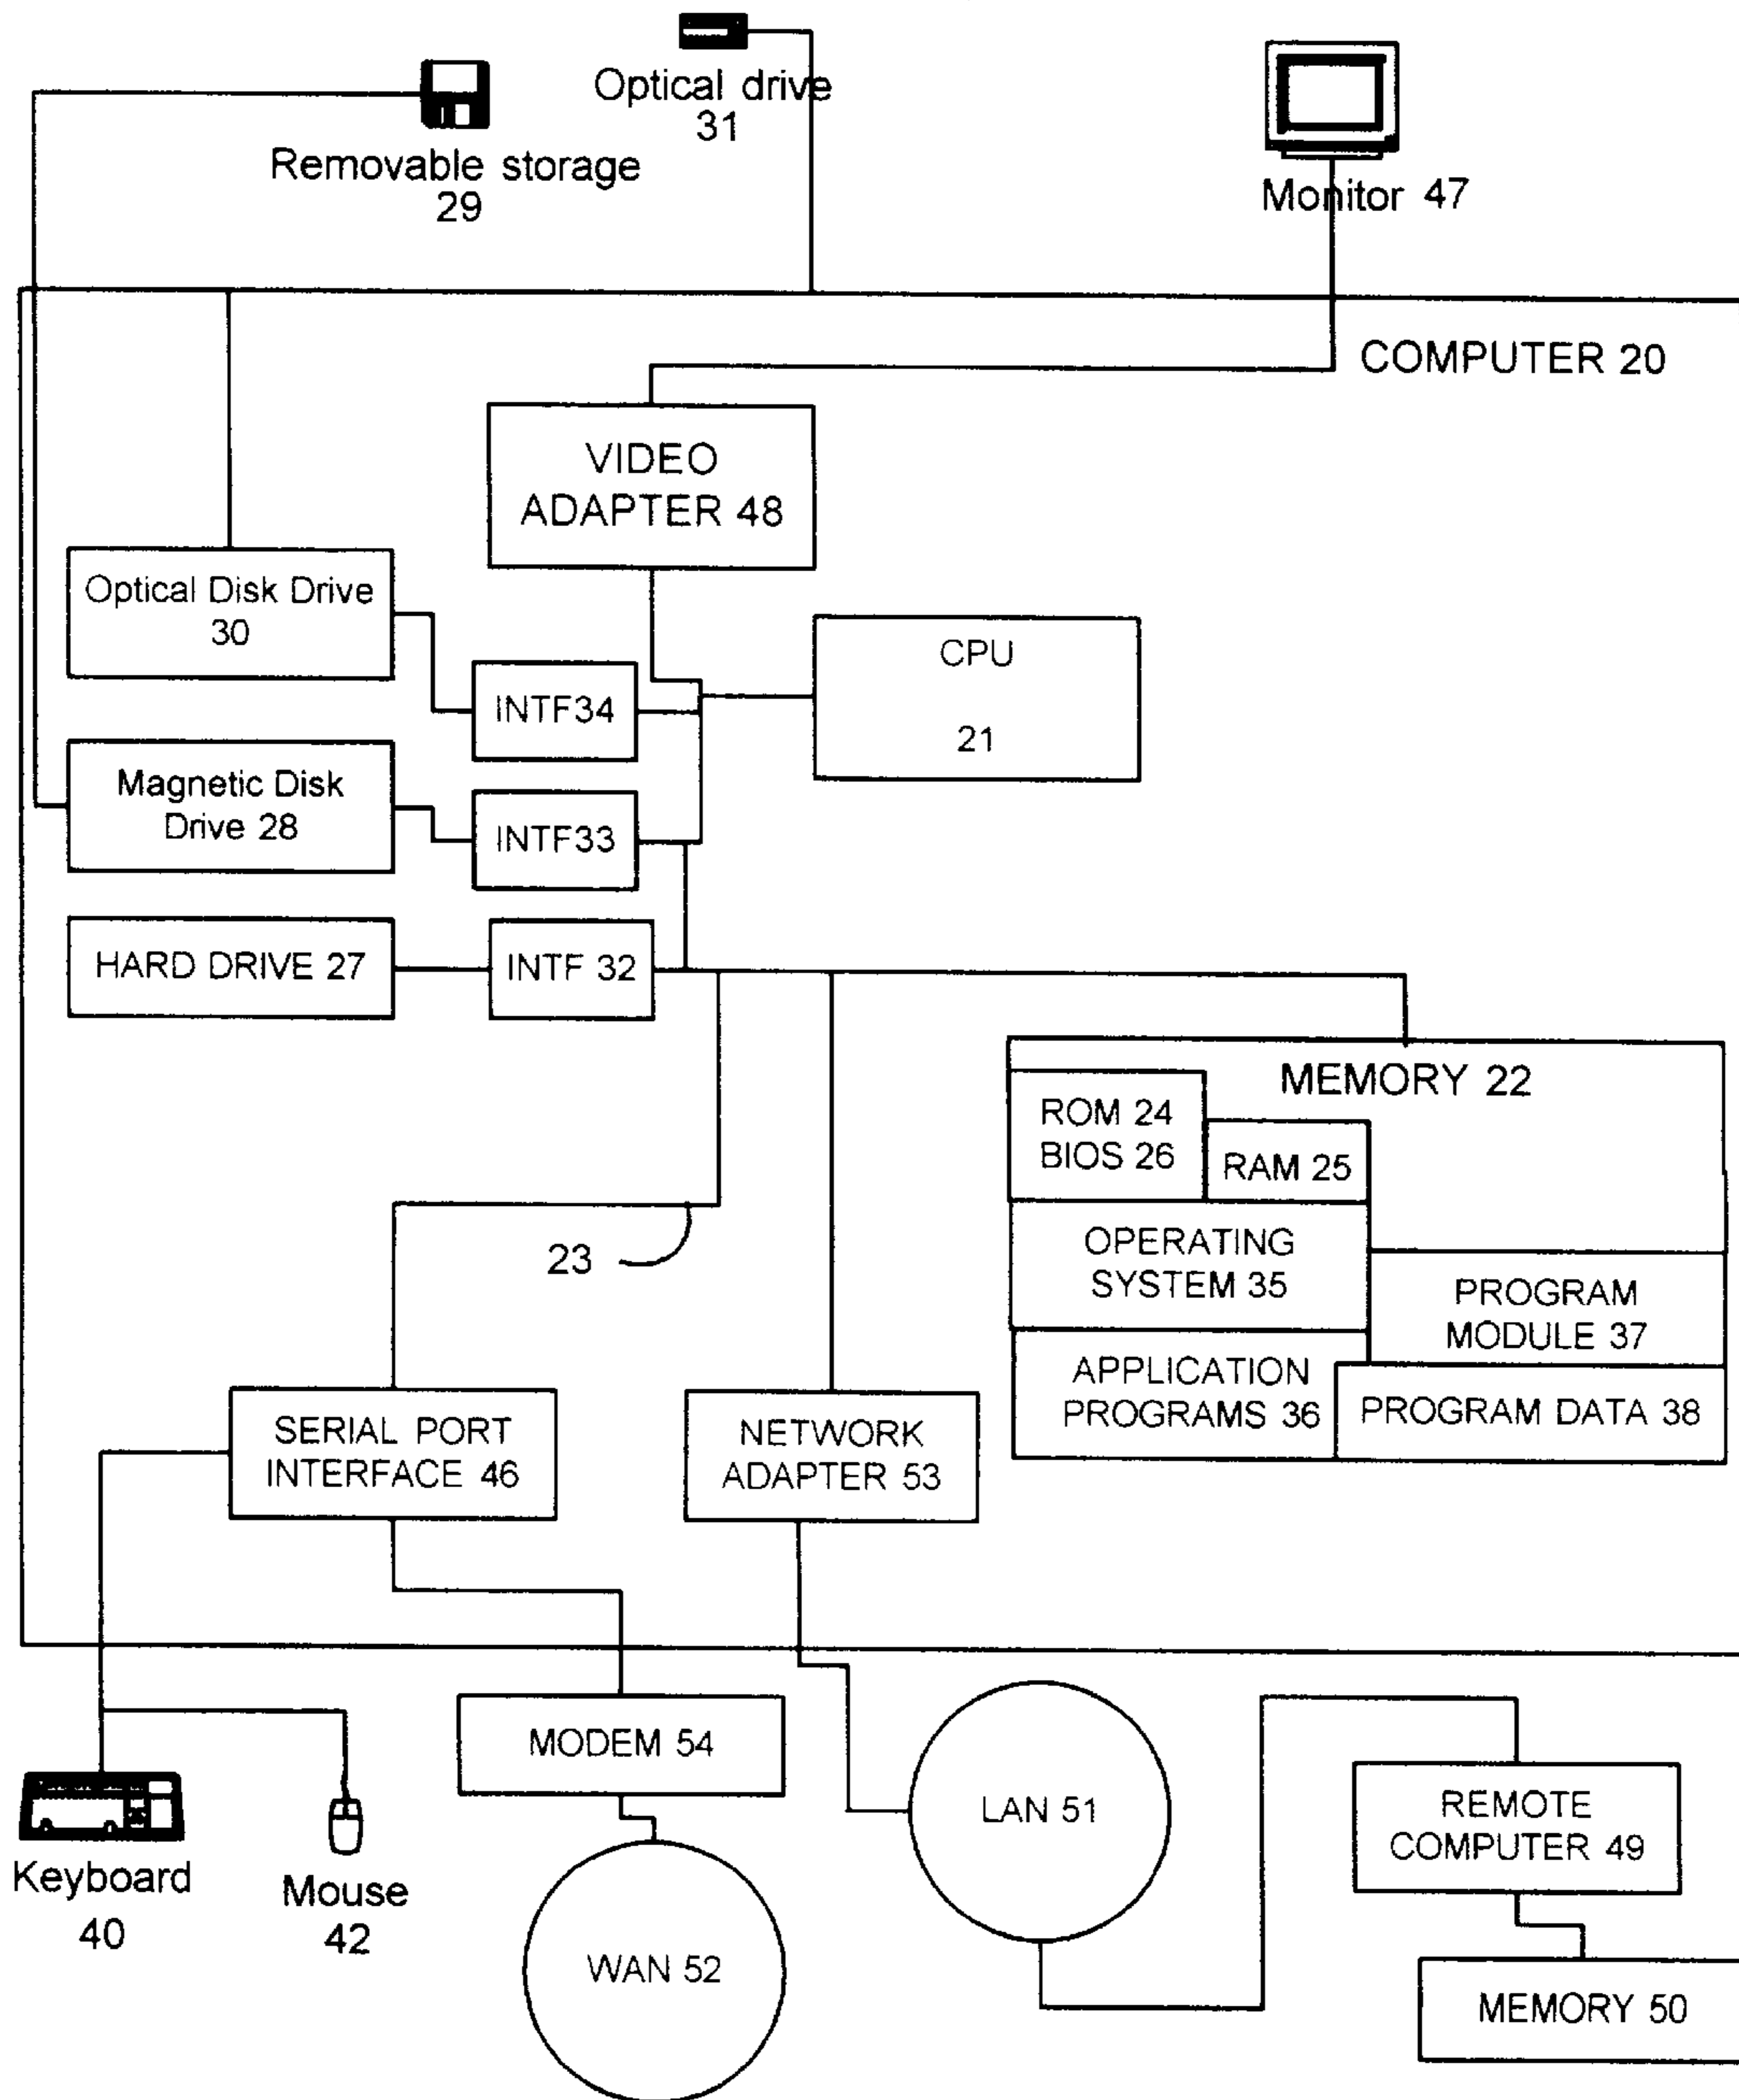 Optical drive
31
Removable storage
29
Monitor 47
COMPUTER 20
VIDEO
ADAPTER 48
Optical Disk Drive
30
CPU
21
INTF34
Magnetic Disk
Drive 28
INTF33
HARD DRIVE 27
INTF 32
MEMORY 22
ROM 24
BIOS 26
RAM 25
OPERATING
SYSTEM 35
PROGRAM
MODULE 37
APPLICATION
PROGRAMS 36
PROGRAM DATA 38
23
SERIAL PORT
INTERFACE 46
NETWORK
ADAPTER 53
MODEM 54
LAN 51
REMOTE
COMPUTER 49
Keyboard
40
Mouse
42
WAN 52
MEMORY 50